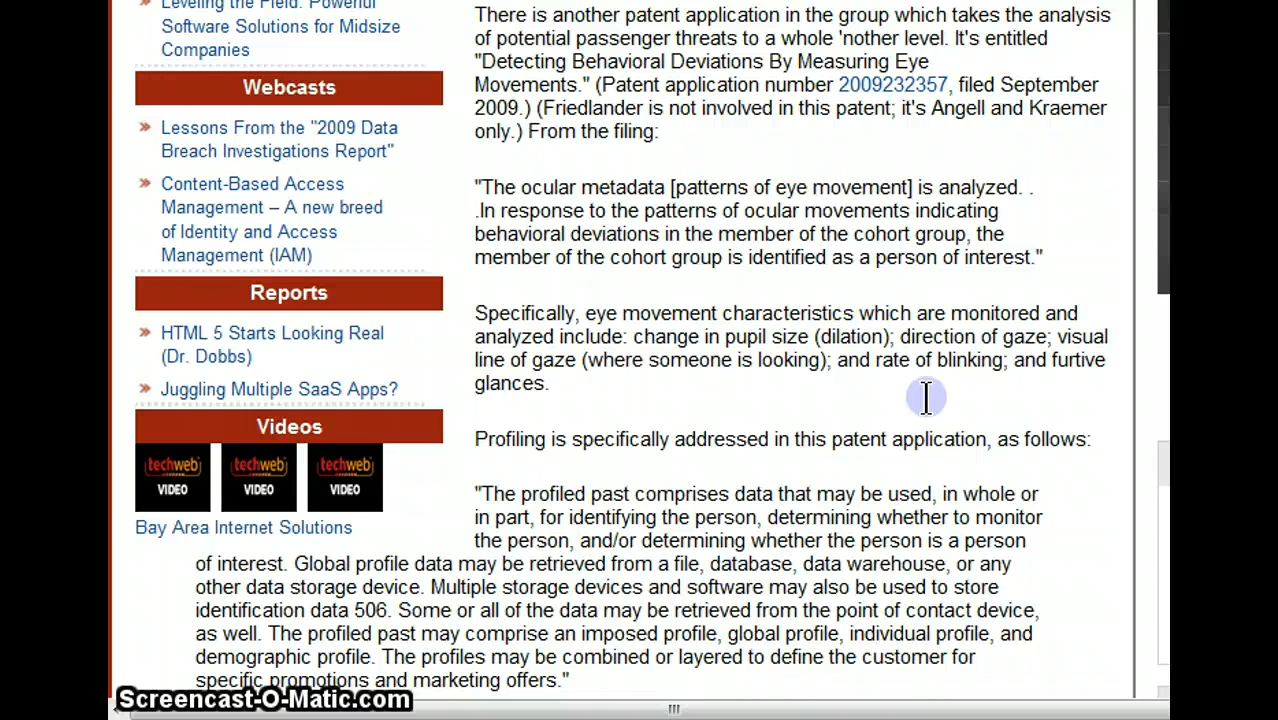 Leveling the Field: Powerful
Software Solutions for Midsize
Companies
Webcasts
Lessons From the "2009 Data
Breach Investigations Report"
Content-Based Access
Management – A new breed
of Identity and Access
Management (IAM)
Reports
HTML 5 Starts Looking Real
(Dr. Dobbs)
Juggling Multiple SaaS Apps?
Videos
techweb techweb techweb
VIDEO VIDEO VIDEO
Bay Area Internet Solutions
There is another patent application in the group which takes the analysis
of potential passenger threats to a whole 'nother level. It's entitled
"Detecting Behavioral Deviations By Measuring Eye
Movements." (Patent application number 2009232357, filed September
2009.) (Friedlander is not involved in this patent; it's Angell and Kraemer
only.) From the filing:
"The ocular metadata [patterns of eye movement] is analyzed. .
.In response to the patterns of ocular movements indicating
behavioral deviations in the member of the cohort group, the
member of the cohort group is identified as a person of interest."
Specifically, eye movement characteristics which are monitored and
analyzed include: change in pupil size (dilation); direction of gaze; visual
line of gaze (where someone is looking); and rate of blinking; and furtive
glances.
Profiling is specifically addressed in this patent application, as follows:
"The profiled past comprises data that may be used, in whole or
in part, for identifying the person, determining whether to monitor
the person, and/or determining whether the person is a person
of interest. Global profile data may be retrieved from a file, database, data warehouse, or any
other data storage device. Multiple storage devices and software may also be used to store
identification data 506. Some or all of the data may be retrieved from the point of contact device,
as well. The profiled past may comprise an imposed profile, global profile, individual profile, and
demographic profile. The profiles may be combined or layered to define the customer for
specific promotions and marketing offers."
Screencast-O-Matic.com